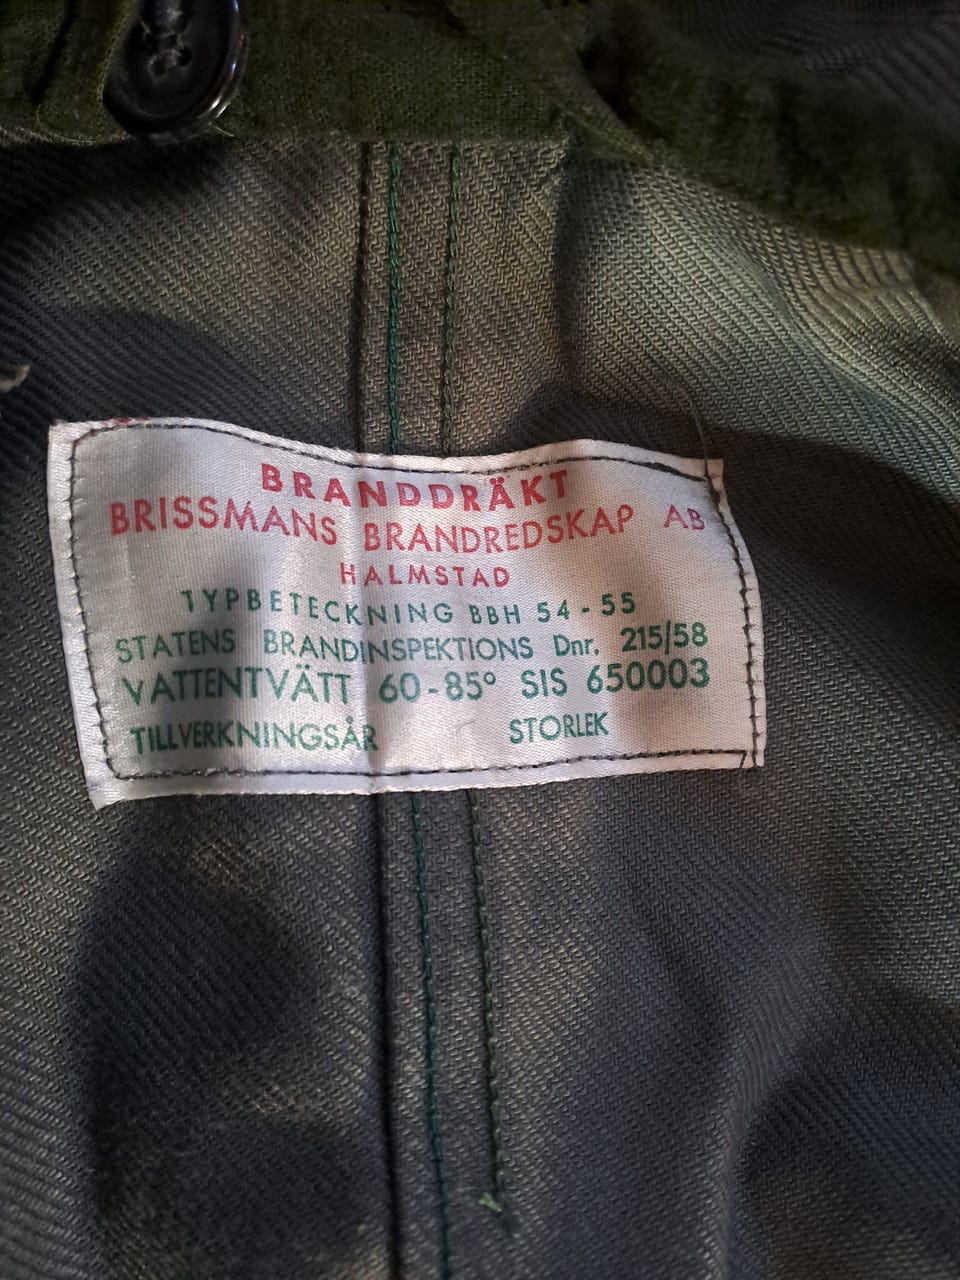 BRANDDRÄKT
BRISSMANS BRANDREDSKAP AB
HALMSTAD
TYPBETECKNING BBH 54 - 55
STATENS BRANDINSPEKTIONS Dnr. 215/58
VATTENTVÄTT 60-85° SIS 650003
TILLVERKNINGSÅR STORLEK